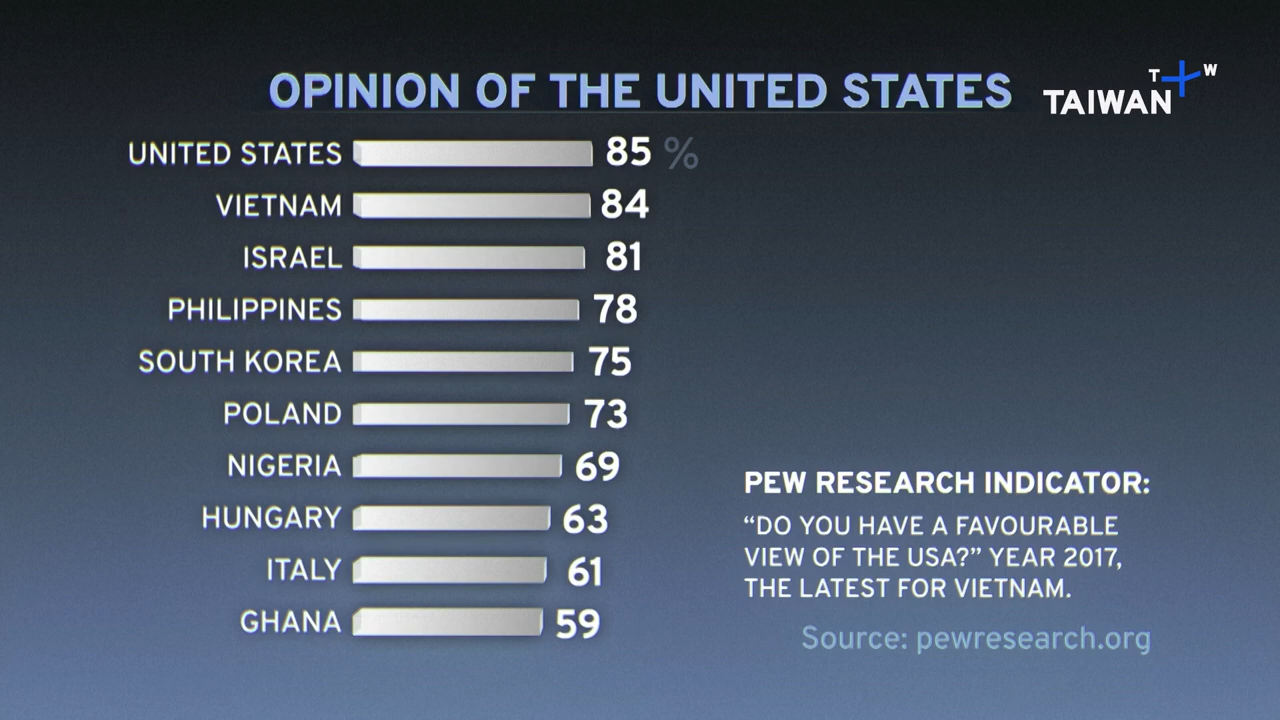 OPINION OF THE UNITED STATES
T W
TAIWAN
UNITED STATES 85 %
VIETNAM 84
ISRAEL 81
PHILIPPINES 78
SOUTH KOREA 75
POLAND 73
NIGERIA 69
HUNGARY 63
ITALY 61
GHANA 59
PEW RESEARCH INDICATOR:
“DO YOU HAVE A FAVOURABLE
VIEW OF THE USA?” YEAR 2017,
THE LATEST FOR VIETNAM.
Source: pewresearch.org